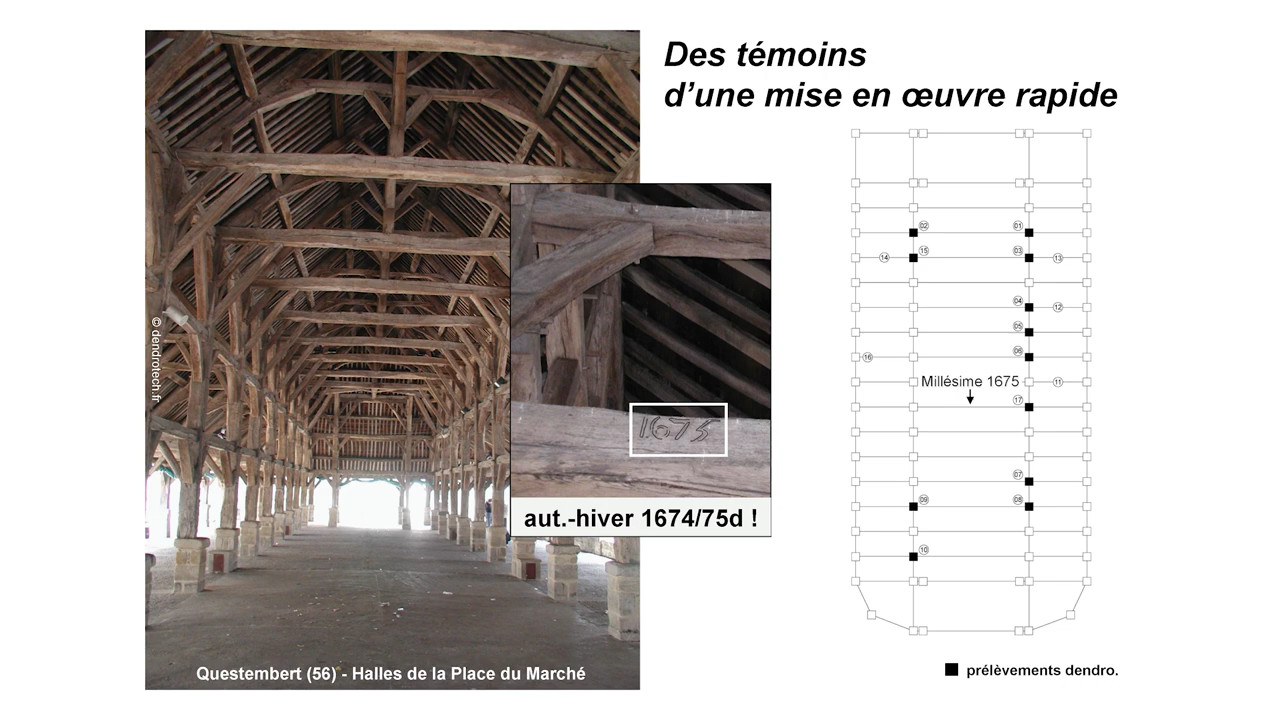 Des témoins
d'une mise en œuvre rapide
© dendrotech.fr
1675
aut.-hiver 1674/75d !
Questembert (56) - Halles de la Place du Marché
02
01
15
03
14
13
04
12
05
06
16
Millésime 1675
11
17
07
09
08
10
prélèvements dendro.